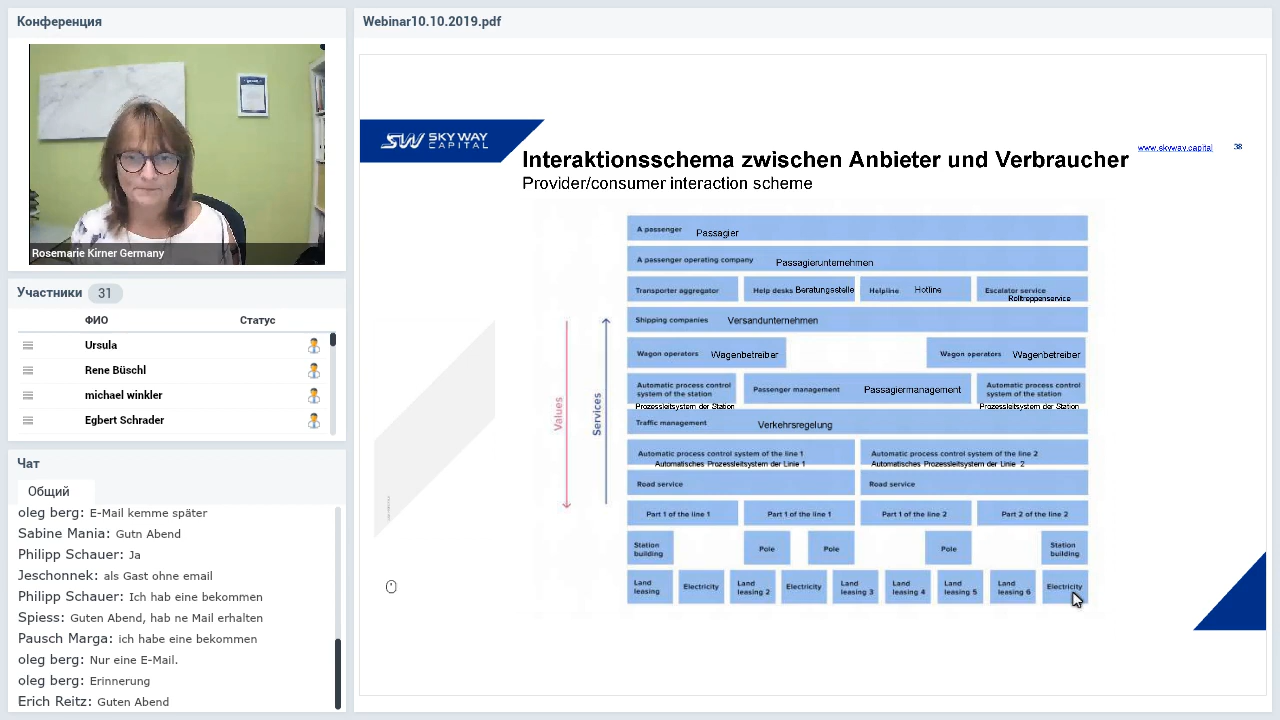 Конференция
Rosemarie Kirner Germany
Участники 31
ФИО Статус
Ursula
Rene Büschl
michael winkler
Egbert Schrader
Чат
Общий
oleg berg: E-Mail kemme später
Sabine Mania: Gutn Abend
Philipp Schauer: Ja
Jeschonnek: als Gast ohne email
Philipp Schauer: Ich hab eine bekommen
Spiess: Guten Abend, hab ne Mail erhalten
Pausch Marga: ich habe eine bekommen
oleg berg: Nur eine E-Mail.
oleg berg: Erinnerung
Erich Reitz: Guten Abend
Webinar10.10.2019.pdf
SW SKY WAY
CAPITAL
www.skyway.capital 38
Interaktionsschema zwischen Anbieter und Verbraucher
Provider/consumer interaction scheme
Values
Services
A passenger Passagier
A passenger operating company Passagierunternehmen
Transporter aggregator Help desks Beratungsstelle Helpline Hotline Escalator service
Rolltreppenservice
Shipping companies Versandunternehmen
Wagon operators Wagenbetreiber Wagon operators Wagenbetreiber
Automatic process control system of the station Passenger management Passagiermanagement Automatic process control system of the station
Prozessleitsystem der Station Prozessleitsystem der Station
Traffic management Verkehrsregelung
Automatic process control system of the line 1 Automatic process control system of the line 2
Automatisches Prozessleitsystem der Linie 1 Automatisches Prozessleitsystem der Linie 2
Road service Road service
Part 1 of the line 1 Part 1 of the line 1 Part 1 of the line 2 Part 2 of the line 2
Station building Pole Pole Pole Station building
Land leasing Electricity Land leasing 2 Electricity Land leasing 3 Land leasing 4 Land leasing 5 Land leasing 6 Electricity